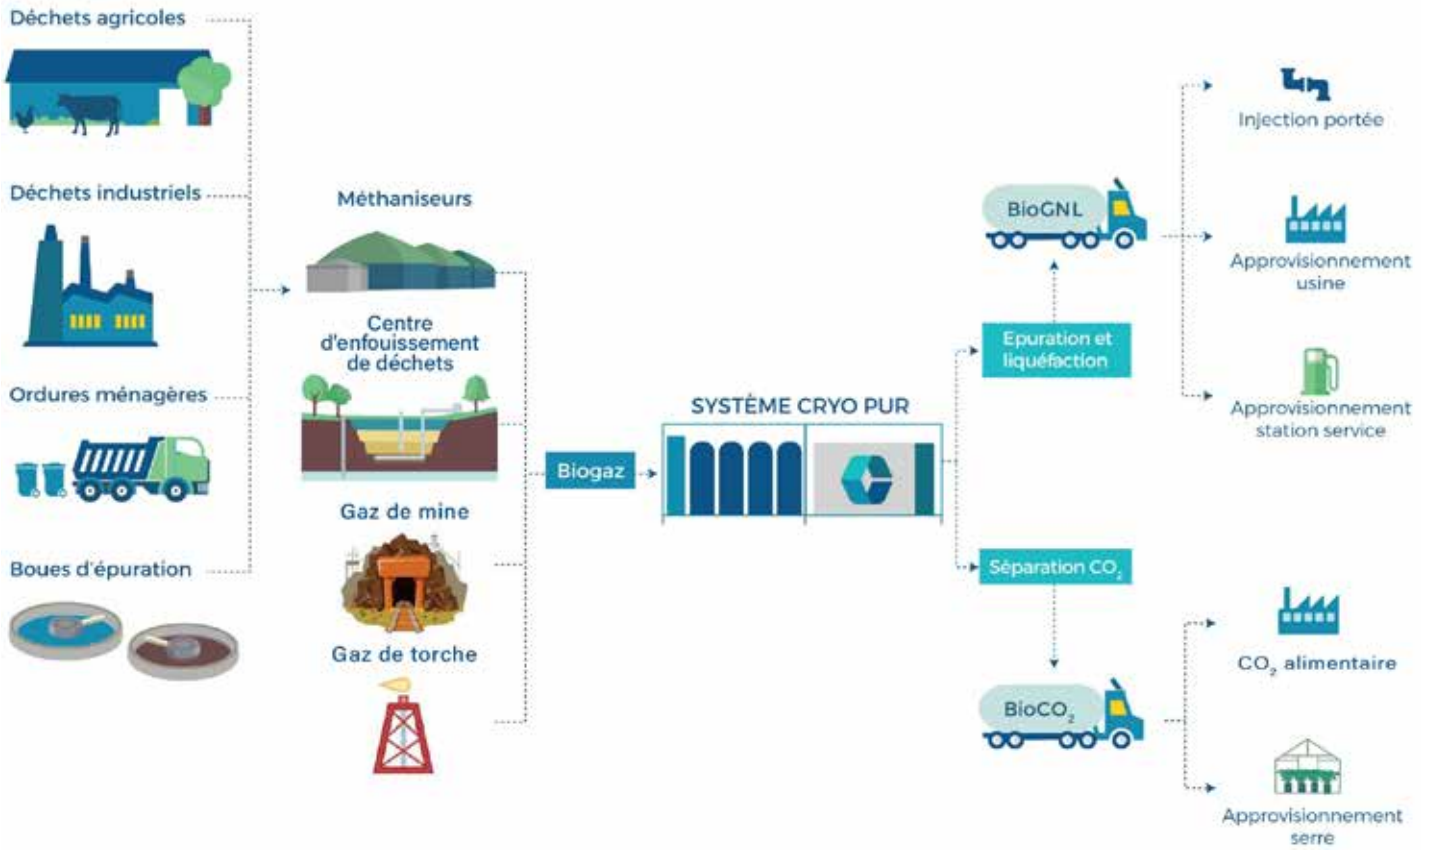 Déchets agricoles
Déchets industriels
Ordures ménagères
Boues d'épuration
Méthaniseurs
Centre
d'enfouissement
de déchets
Gaz de mine
Gaz de torche
Biogaz
SYSTÈME CRYO PUR
Epuration et
liquéfaction
Séparation CO₂
BioGNL
BioCO₂
Injection portée
Approvisionnement
usine
Approvisionnement
station service
CO₂ alimentaire
Approvisionnement
serre